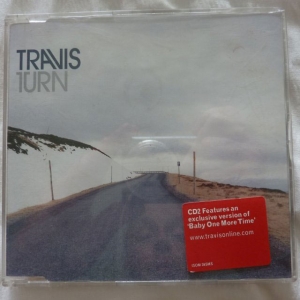 TRAVIS
TURN
CD2 Features an
exclusive version of
'Baby One More Time'
www.travisonline.com